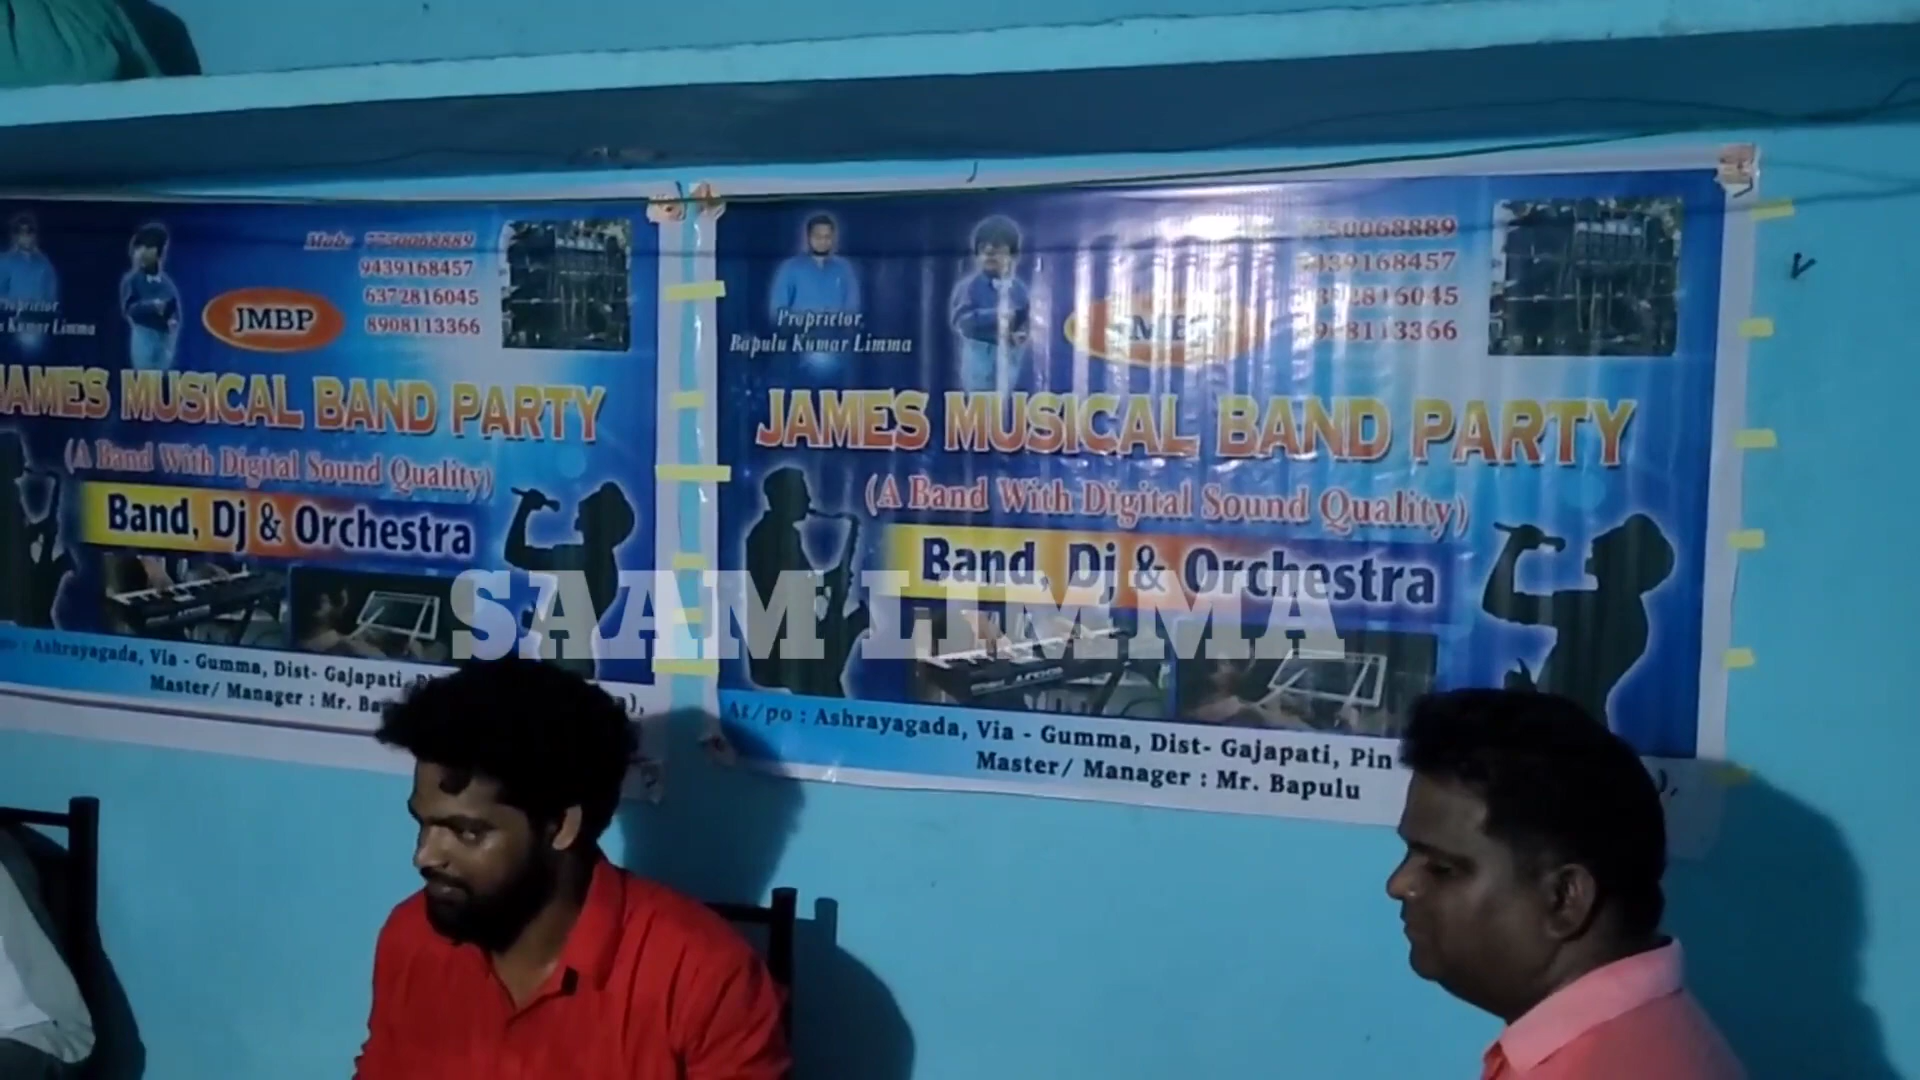 Mob: 7750068889
9439168457
6372816045
8908113366
Kumar Limma
JMBP
JAMES MUSICAL BAND PARTY
(A Band With Digital Sound Quality)
Band, Dj & Orchestra
Ashrayagada, Via - Gumma, Dist- Gajapati,
Master/ Manager : Mr.
50068889
9439168457
2816045
8113366
Proprietor
Bapulu Kumar Limma
JAMES MUSICAL BAND PARTY
(A Band With Digital Sound Quality)
Band, Dj & Orchestra
At/po : Ashrayagada, Via - Gumma, Dist- Gajapati, Pin
Master/ Manager : Mr. Bapulu
SAAM LIMMA